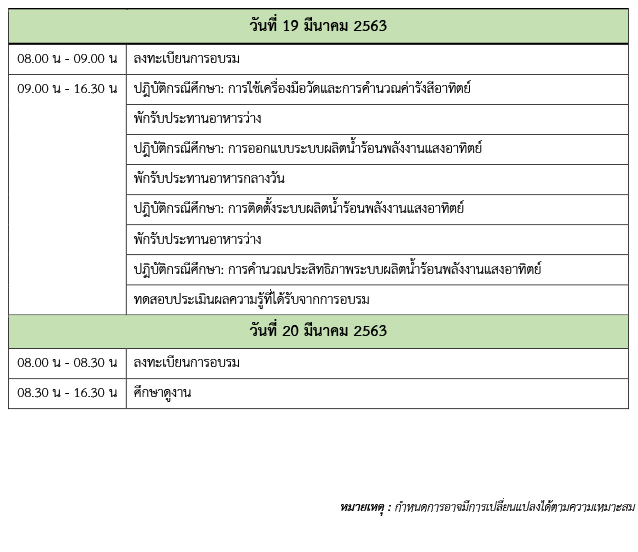 วันที่ 19 มีนาคม 2563
08.00 น - 09.00 น ลงทะเบียนการอบรม
09.00 น - 16.30 น ปฏิบัติกรณีศึกษา: การใช้เครื่องมือวัดและการคำนวณค่ารังสีอาทิตย์
พักรับประทานอาหารว่าง
ปฏิบัติกรณีศึกษา: การออกแบบระบบผลิตน้ำร้อนพลังงานแสงอาทิตย์
พักรับประทานอาหารกลางวัน
ปฏิบัติกรณีศึกษา: การติดตั้งระบบผลิตน้ำร้อนพลังงานแสงอาทิตย์
พักรับประทานอาหารว่าง
ปฏิบัติกรณีศึกษา: การคำนวณประสิทธิภาพระบบผลิตน้ำร้อนพลังงานแสงอาทิตย์
ทดสอบประเมินผลความรู้ที่ได้รับจากการอบรม
วันที่ 20 มีนาคม 2563
08.00 น - 08.30 น ลงทะเบียนการอบรม
08.30 น - 16.30 น ศึกษาดูงาน
หมายเหตุ : กำหนดการอาจมีการเปลี่ยนแปลงได้ตามความเหมาะสม